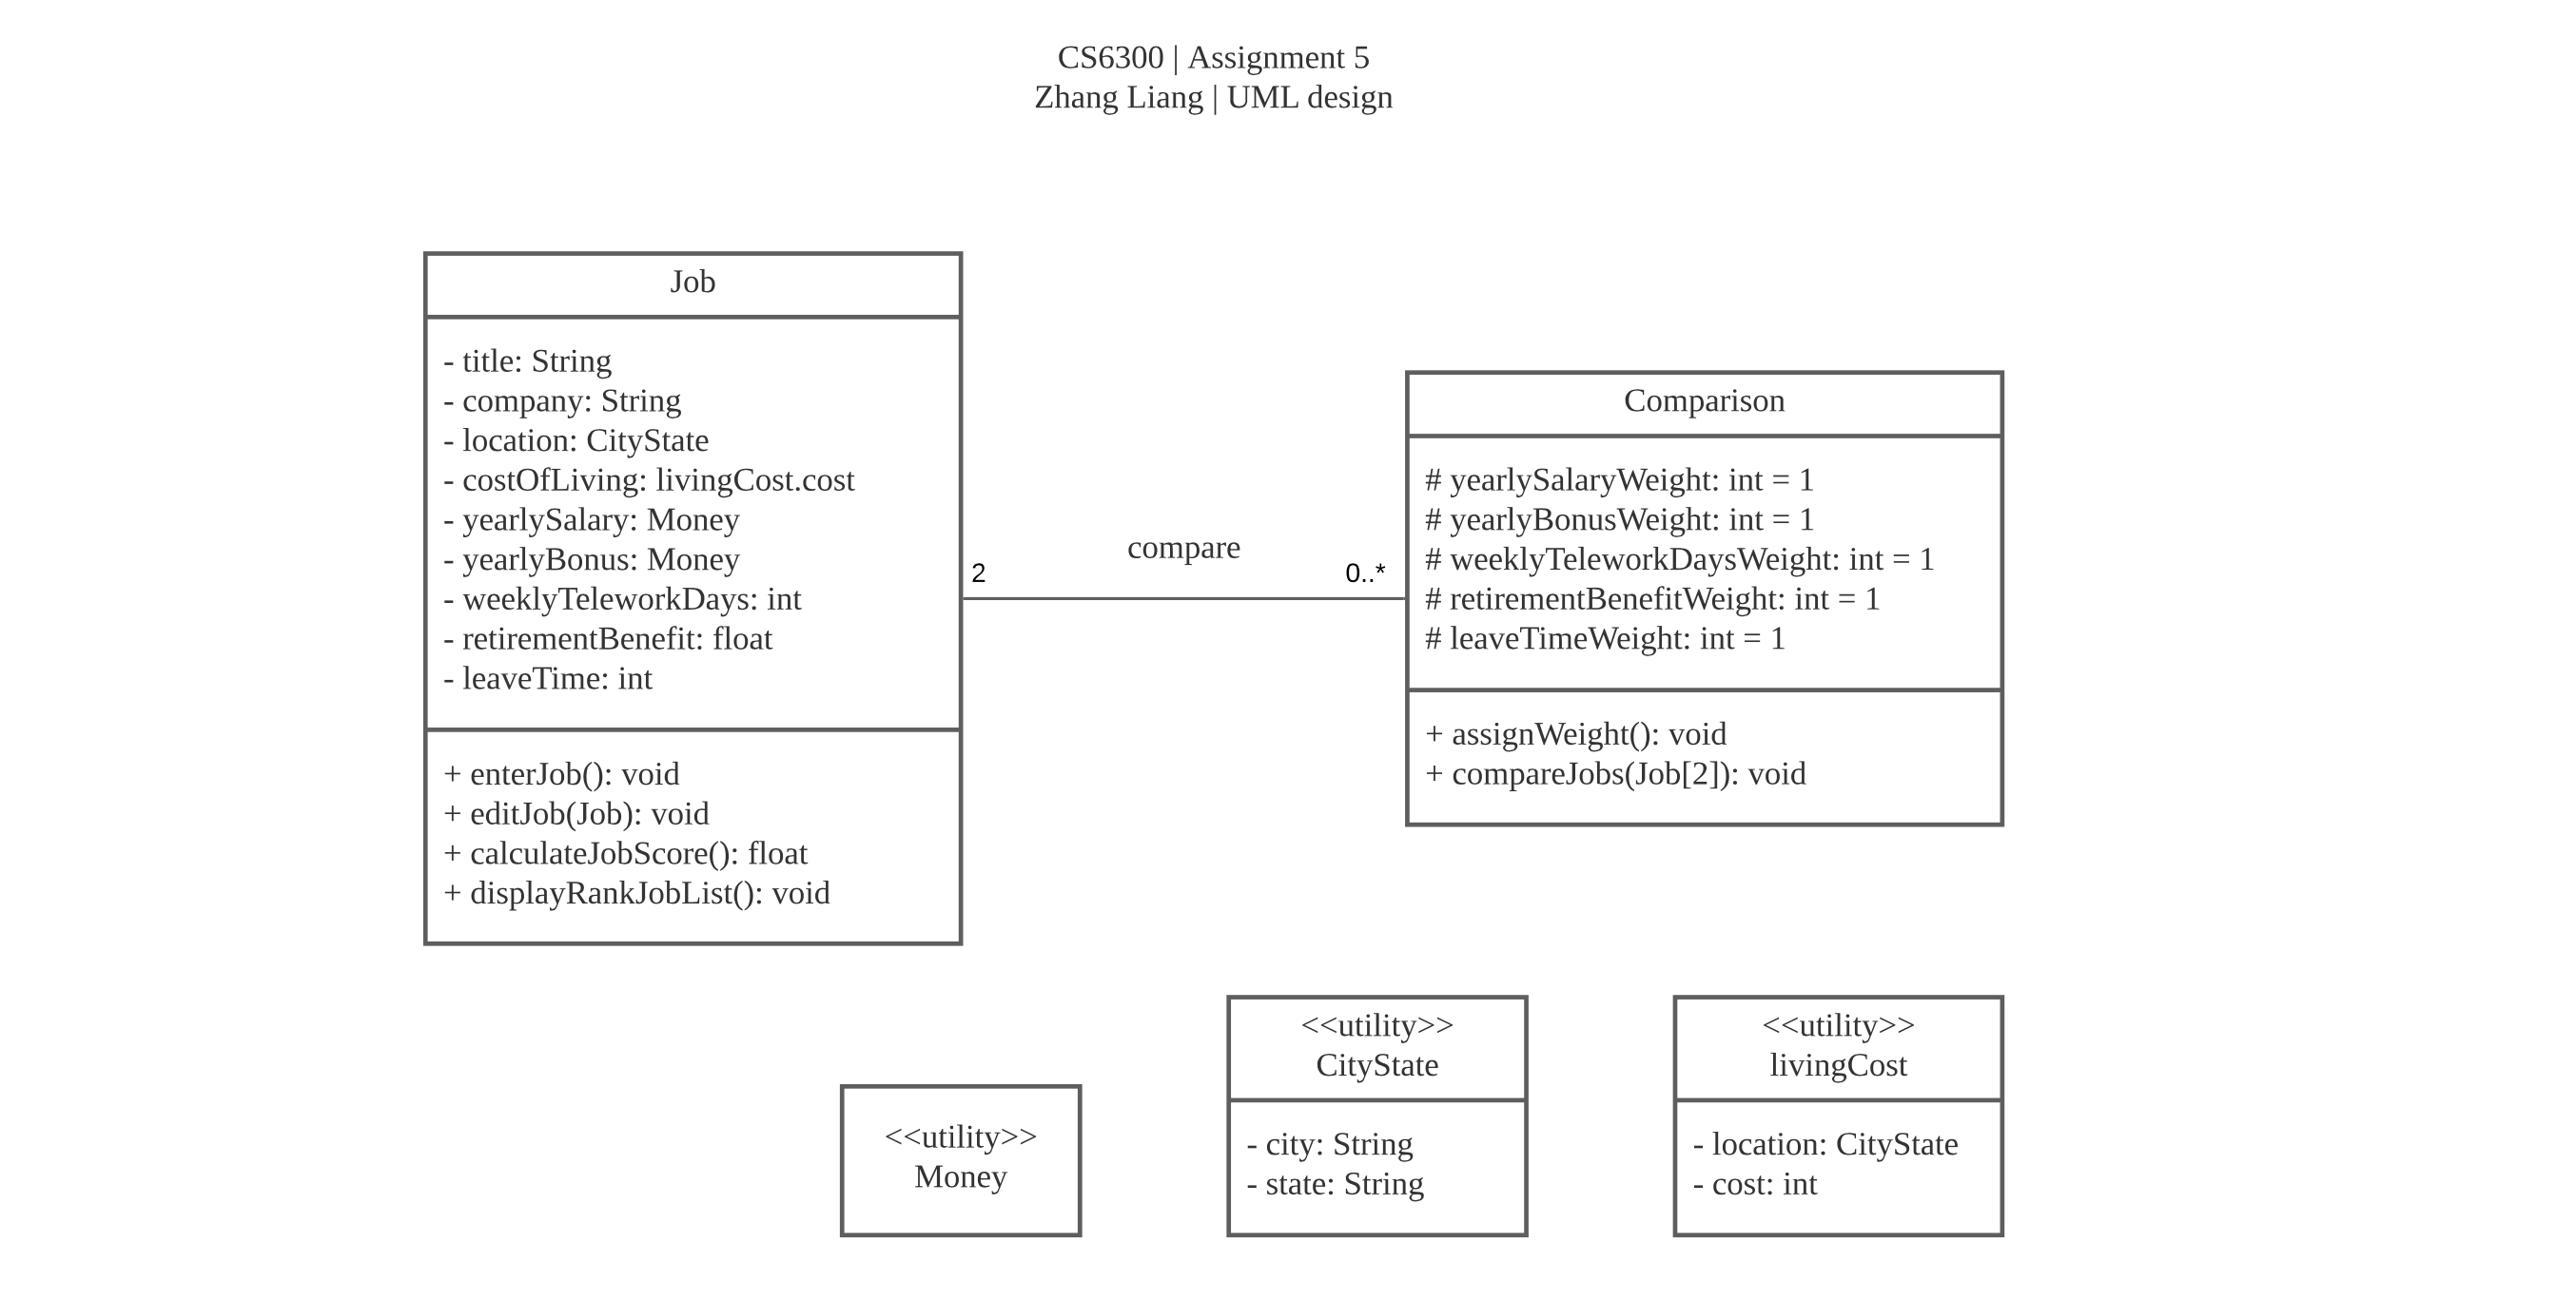 CS6300 | Assignment 5
Zhang Liang | UML design
Job
- title: String
- company: String
- location: CityState
- costOfLiving: livingCost.cost
- yearlySalary: Money
- yearlyBonus: Money
- weeklyTeleworkDays: int
- retirementBenefit: float
- leaveTime: int
+ enterJob(): void
+ editJob(Job): void
+ calculateJobScore(): float
+ displayRankJobList(): void
compare
2
0..*
Comparison
# yearlySalaryWeight: int = 1
# yearlyBonusWeight: int = 1
# weeklyTeleworkDaysWeight: int = 1
# retirementBenefitWeight: int = 1
# leaveTimeWeight: int = 1
+ assignWeight(): void
+ compareJobs(Job[2]): void
<<utility>>
Money
<<utility>>
CityState
- city: String
- state: String
<<utility>>
livingCost
- location: CityState
- cost: int